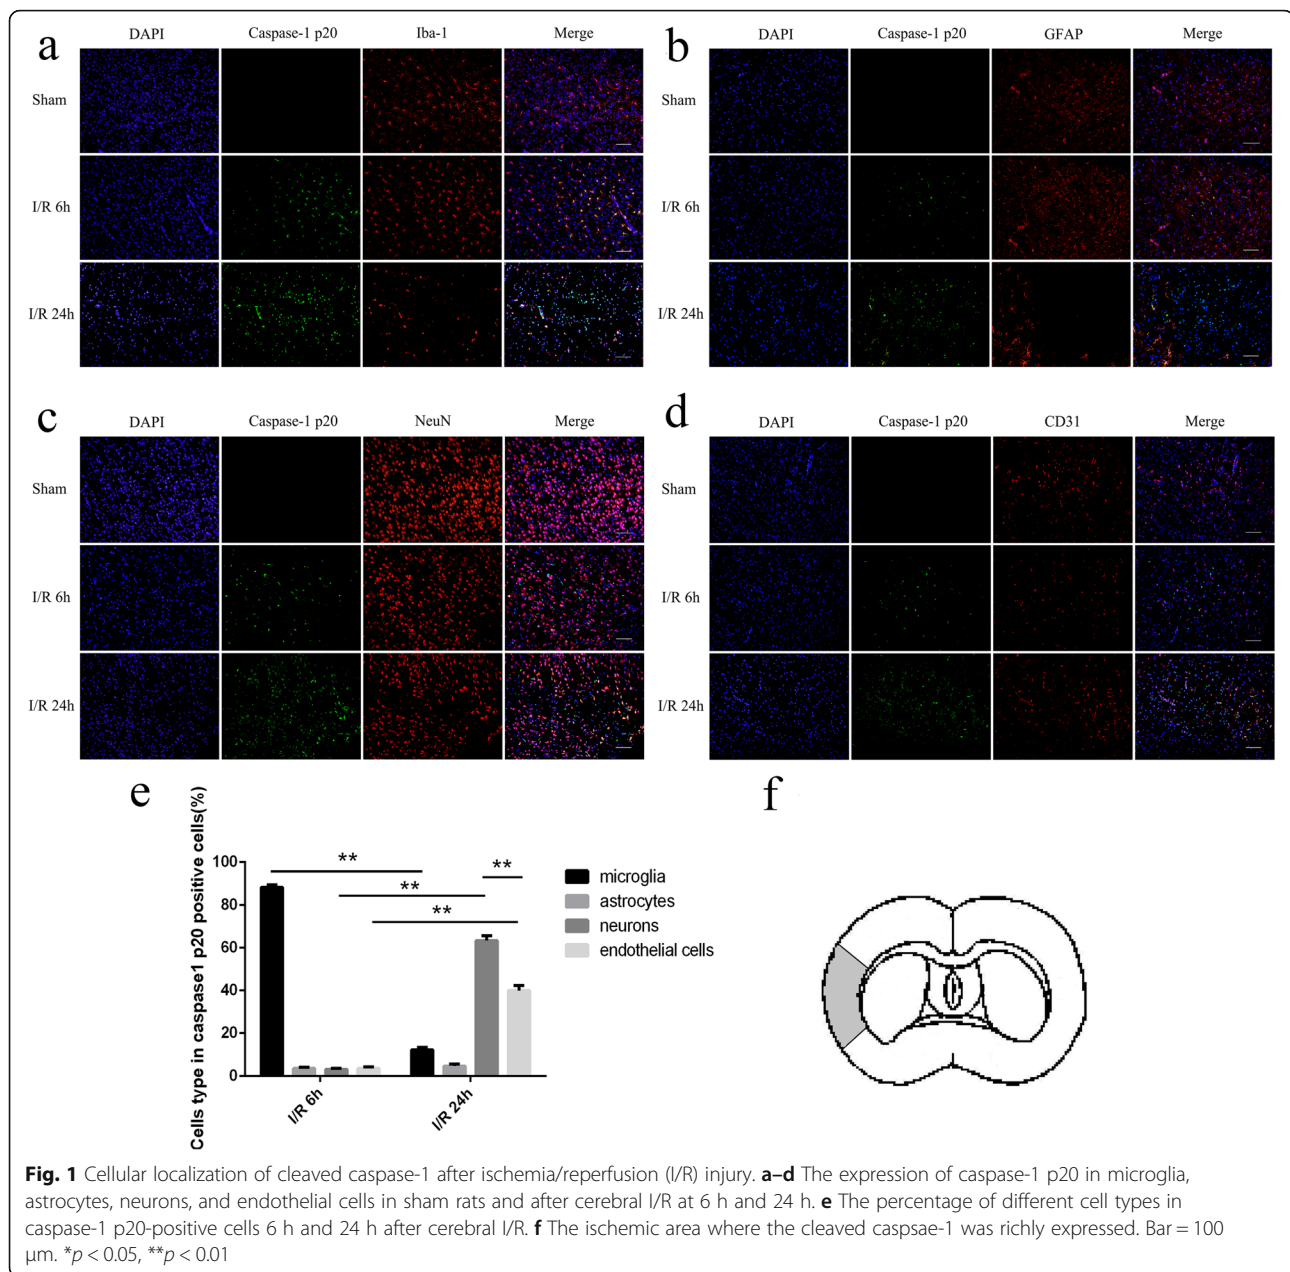 a
DAPI Caspase-1 p20 Iba-1 Merge
Sham
I/R 6h
I/R 24h
b
DAPI Caspase-1 p20 GFAP Merge
Sham
I/R 6h
I/R 24h
c
DAPI Caspase-1 p20 NeuN Merge
Sham
I/R 6h
I/R 24h
d
DAPI Caspase-1 p20 CD31 Merge
Sham
I/R 6h
I/R 24h
e
Cells type in caspase1 p20 positive cells(%)
100
80
60
40
20
0
**
**
**
**
I/R 6h
I/R 24h
microglia
astrocytes
neurons
endothelial cells
f
Fig. 1 Cellular localization of cleaved caspase-1 after ischemia/reperfusion (I/R) injury. a–d The expression of caspase-1 p20 in microglia,
astrocytes, neurons, and endothelial cells in sham rats and after cerebral I/R at 6 h and 24 h. e The percentage of different cell types in
caspase-1 p20-positive cells 6 h and 24 h after cerebral I/R. f The ischemic area where the cleaved caspsae-1 was richly expressed. Bar = 100
μm. *p < 0.05, **p < 0.01